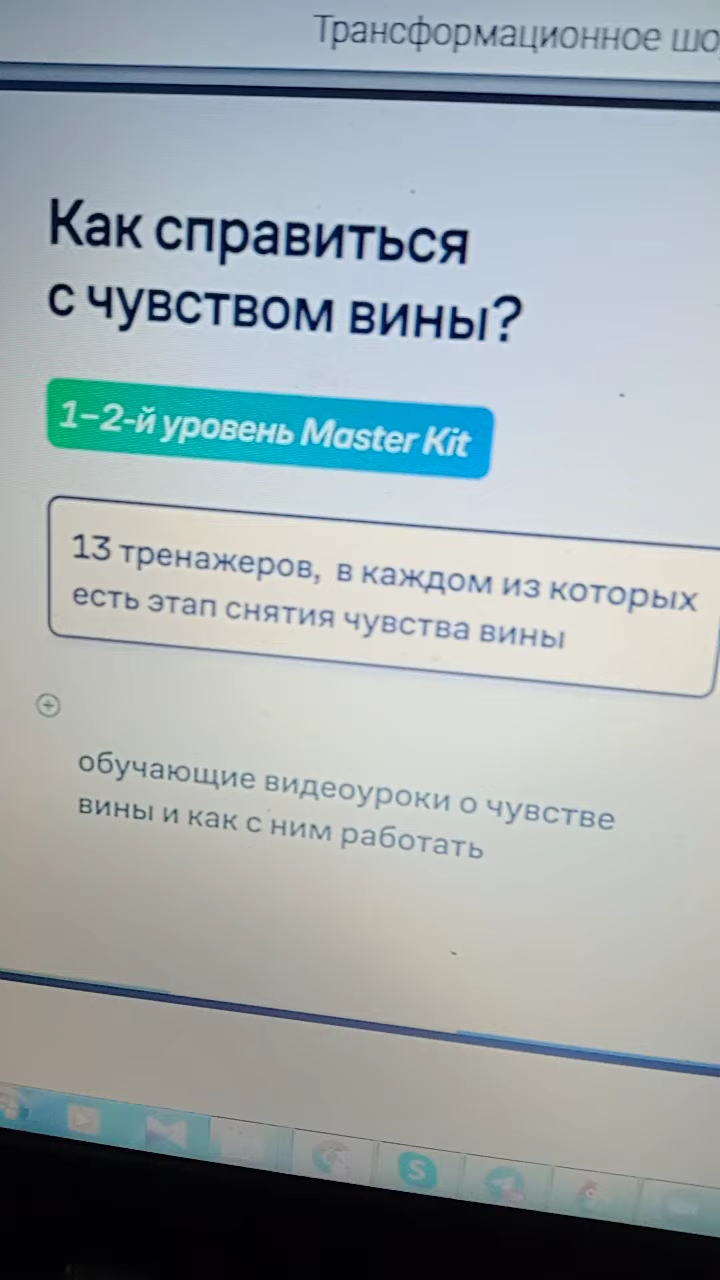 Трансформационное шо
Как справиться
с чувством вины?
1–2-й уровень Master Kit
13 тренажеров, в каждом из которых
есть этап снятия чувства вины
обучающие видеоуроки о чувстве
вины и как с ним работать